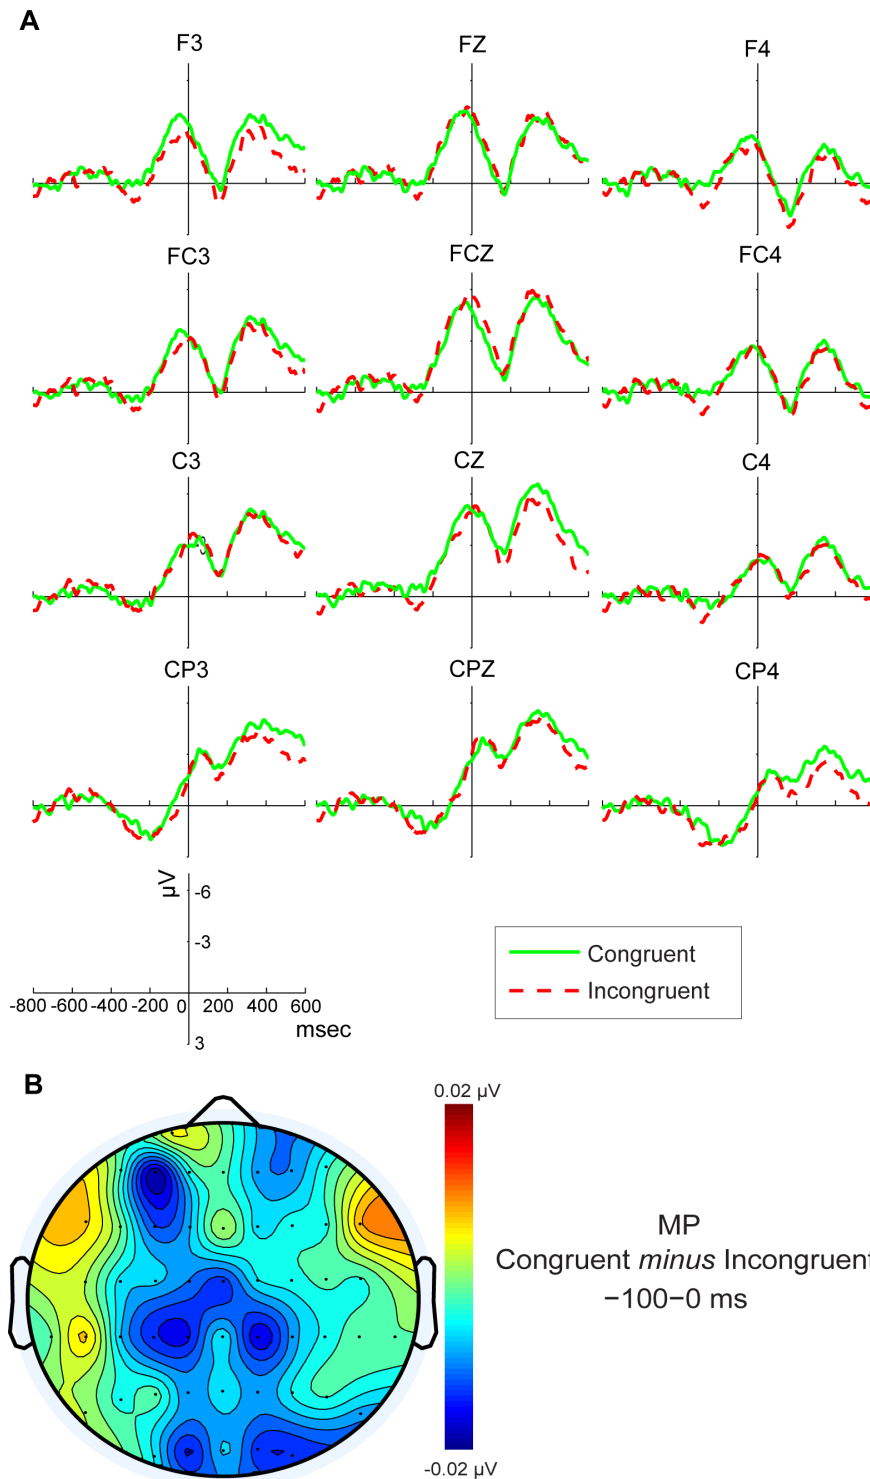 A
F3 FZ F4
FC3 FCZ FC4
C3 CZ C4
CP3 CPZ CP4
µV
-6
-3
-800 -600 -400 -200 0 200 400 600
msec
3
Congruent
Incongruent
B
0.02 µV
-0.02 µV
MP
Congruent minus Incongruent
−100−0 ms